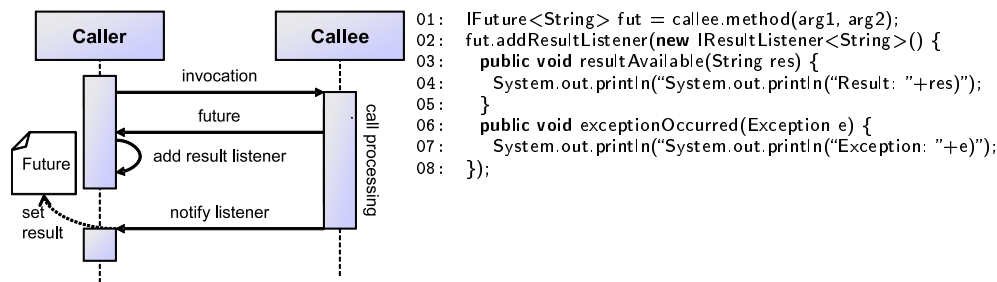 Caller
Callee
invocation
future
add result listener
call processing
Future
notify listener
set
result
01: IFuture<String> fut = callee.method(arg1, arg2);
02: fut.addResultListener(new IResultListener<String>() {
03: public void resultAvailable(String res) {
04: System.out.println(“System.out.println(“Result: "+res)");
05: }
06: public void exceptionOccurred(Exception e) {
07: System.out.println(“System.out.println(“Exception: "+e)");
08: });